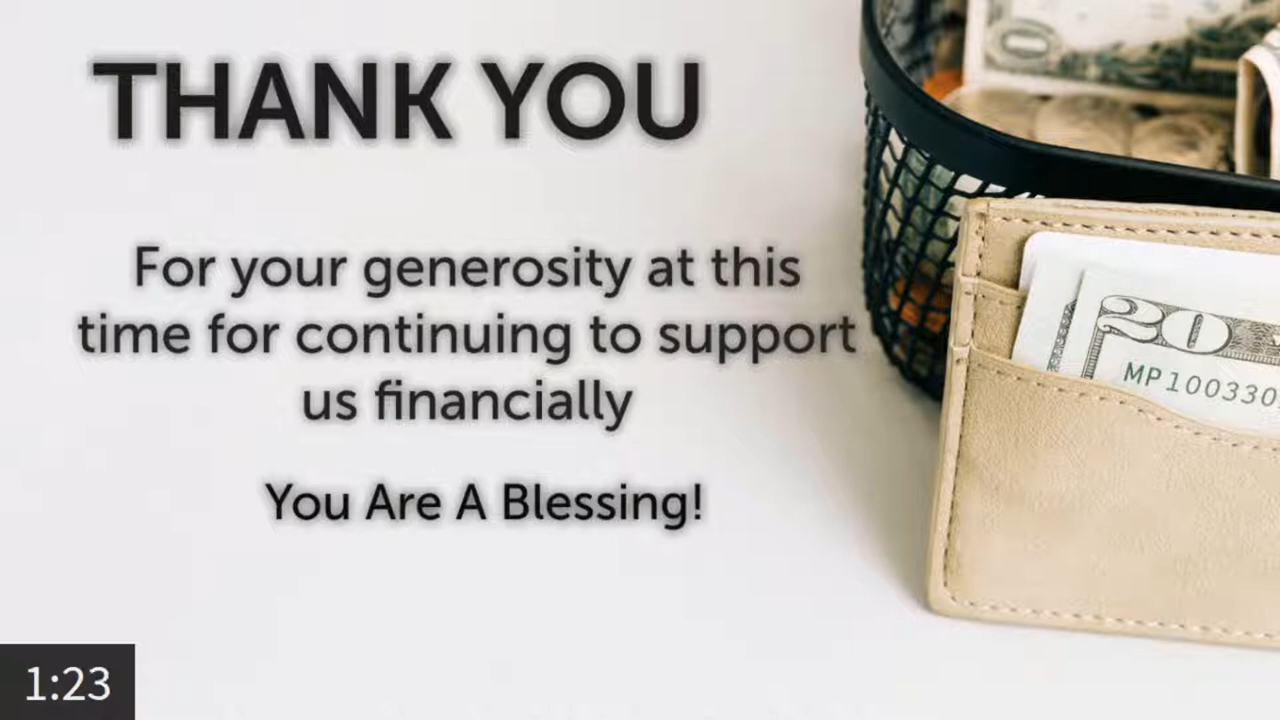 THANK YOU
For your generosity at this
time for continuing to support
us financially
You Are A Blessing!
20
MP100330
1:23